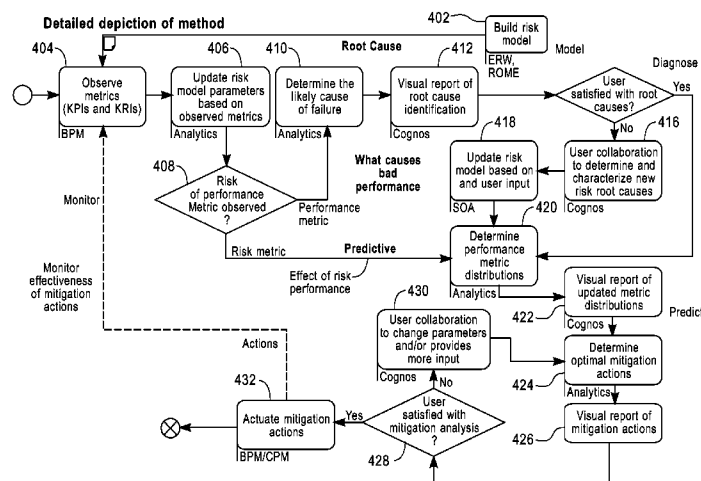 Detailed depiction of method
402
Build risk
model
ERW,
ROME
Model
404
Observe
metrics
(KPIs and KRIs)
BPM
406
Update risk
model parameters
based on
observed metrics
Analytics
410
Root Cause
Determine the
likely cause
of failure
Analytics
412
Visual report of
root cause
identification
Cognos
Diagnose
User
satisfied with root
causes?
Yes
No
408
Risk
of performance
Metric observed
?
Performance
metric
Risk metric
What causes
bad
performance
418
Update risk
model based on
and user input
SOA
416
User collaboration
to determine and
characterize new
risk root causes
Cognos
Monitor
Predictive
Effect of risk
performance
420
Determine
performance
metric
distributions
Analytics
Monitor
effectiveness
of mitigation
actions
422
Visual report
of updated metric
distributions
Cognos
Predict
430
User collaboration
to change parameters
and/or provides
more input
Cognos
424
Determine
optimal mitigation
actions
Analytics
Actions
432
Actuate mitigation
actions
BPM/CPM
Yes
No
User
satisfied with
mitigation analysis
?
428
426
Visual report of
mitigation actions